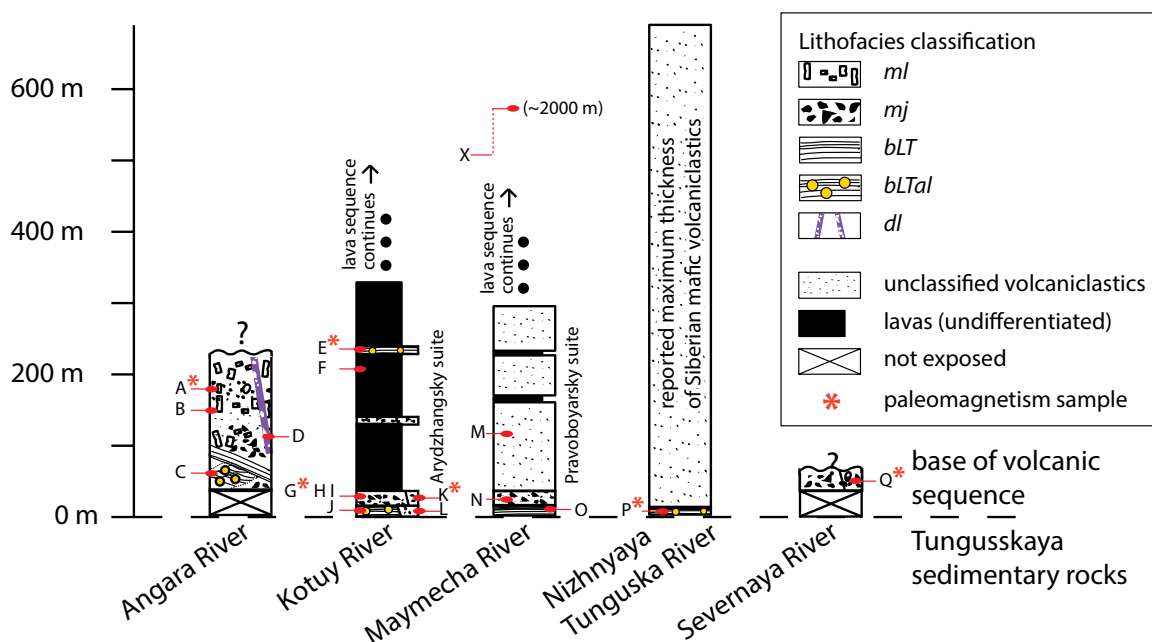 600 m
400 m
200 m
0 m
?
A*
B
C
D
G*
Angara River
lava sequence
continues →
E*
F
H I
J
K*
L
Arydzhangsky suite
Kotuy River
X
(~2000 m)
lava sequence
continues →
M
N
O
Pravoboyarsky suite
Maymecha River
reported maximum thickness
of Siberian mafic volcaniclastics
P*
Nizhnyaya
Tunguska River
?
Q*
Severnaya River
base of volcanic
sequence
Tungusskaya
sedimentary rocks
Lithofacies classification
ml
mj
bLT
bLTal
dl
unclassified volcaniclastics
lavas (undifferentiated)
not exposed
* paleomagnetism sample